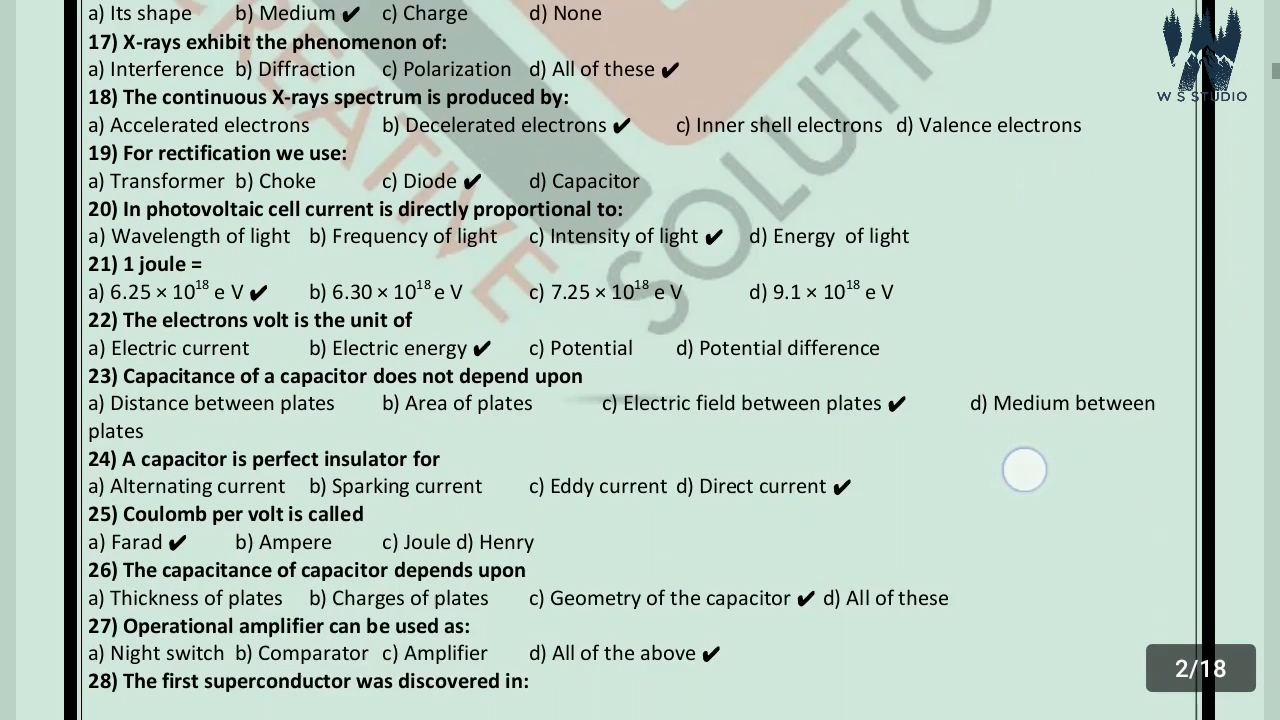 a) Its shape b) Medium ✔ c) Charge d) None
17) X-rays exhibit the phenomenon of:
a) Interference b) Diffraction c) Polarization d) All of these ✔
18) The continuous X-rays spectrum is produced by:
a) Accelerated electrons b) Decelerated electrons ✔ c) Inner shell electrons d) Valence electrons
19) For rectification we use:
a) Transformer b) Choke c) Diode ✔ d) Capacitor
20) In photovoltaic cell current is directly proportional to:
a) Wavelength of light b) Frequency of light c) Intensity of light ✔ d) Energy of light
21) 1 joule =
a) 6.25 × 10¹⁸ e V ✔ b) 6.30 × 10¹⁸ e V c) 7.25 × 10¹⁸ e V d) 9.1 × 10¹⁸ e V
22) The electrons volt is the unit of
a) Electric current b) Electric energy ✔ c) Potential d) Potential difference
23) Capacitance of a capacitor does not depend upon
a) Distance between plates b) Area of plates c) Electric field between plates ✔ d) Medium between
plates
24) A capacitor is perfect insulator for
a) Alternating current b) Sparking current c) Eddy current d) Direct current ✔
25) Coulomb per volt is called
a) Farad ✔ b) Ampere c) Joule d) Henry
26) The capacitance of capacitor depends upon
a) Thickness of plates b) Charges of plates c) Geometry of the capacitor ✔ d) All of these
27) Operational amplifier can be used as:
a) Night switch b) Comparator c) Amplifier d) All of the above ✔
28) The first superconductor was discovered in:
W S STUDIO
2/18